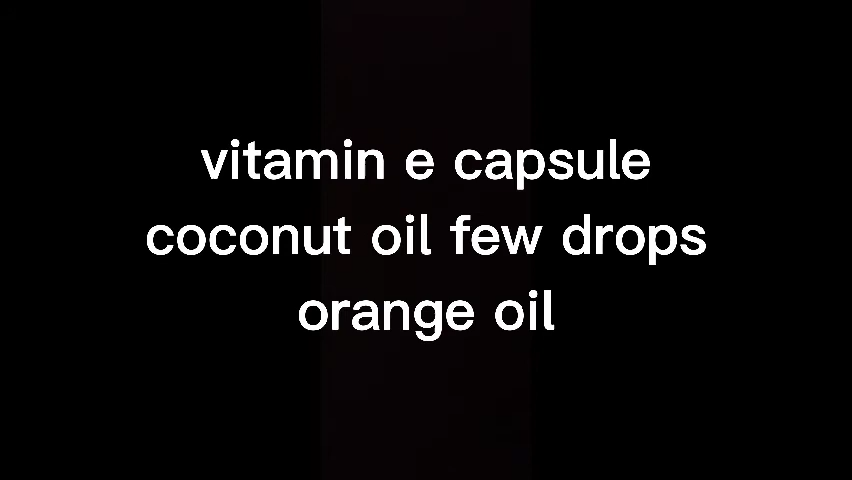 vitamin e capsule
coconut oil few drops
orange oil